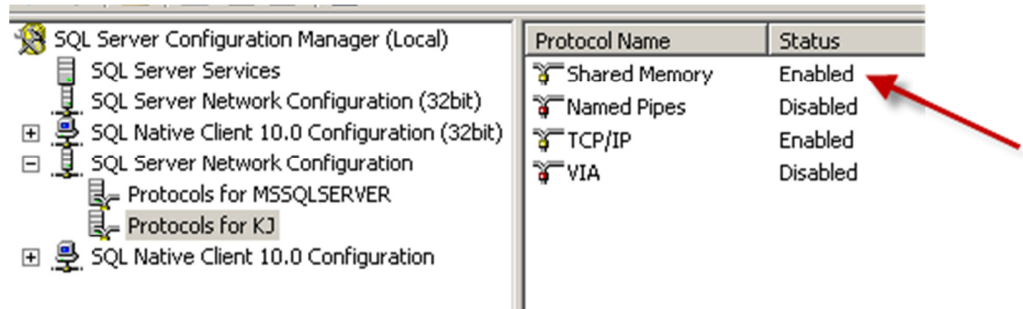 SQL Server Configuration Manager (Local)
SQL Server Services
SQL Server Network Configuration (32bit)
SQL Native Client 10.0 Configuration (32bit)
SQL Server Network Configuration
Protocols for MSSQLSERVER
Protocols for KJ
SQL Native Client 10.0 Configuration
Protocol Name Status
Shared Memory Enabled
Named Pipes Disabled
TCP/IP Enabled
VIA Disabled